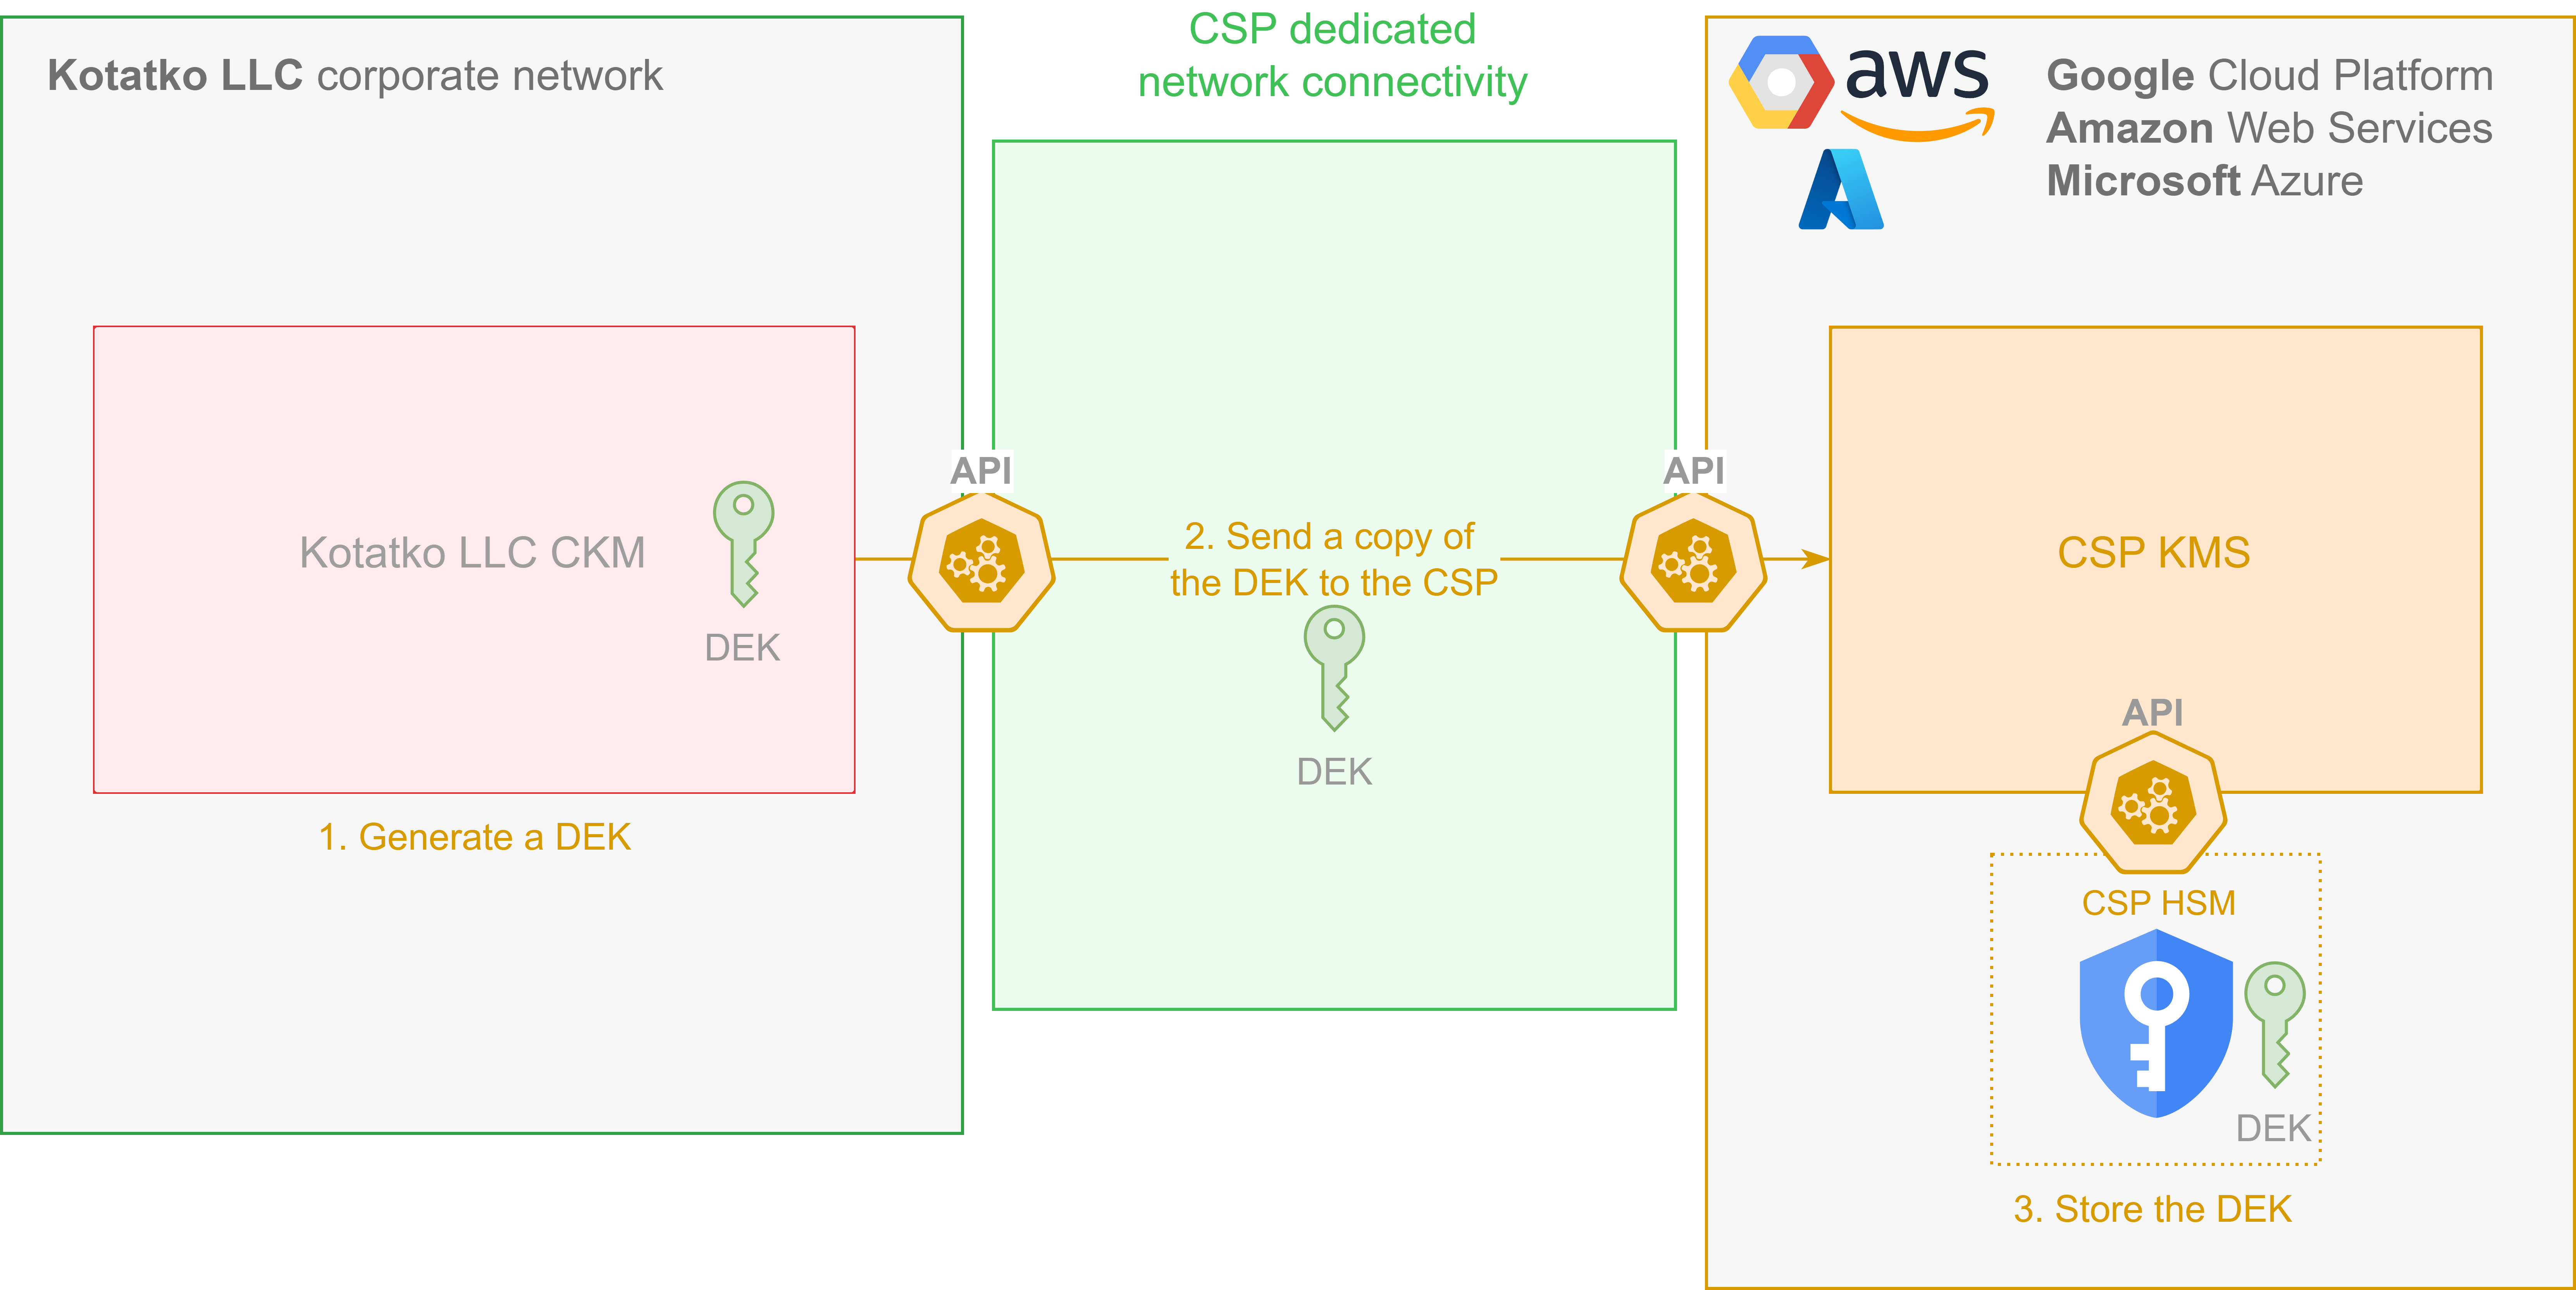 Kotatko LLC corporate network
CSP dedicated
network connectivity
aws
Google Cloud Platform
Amazon Web Services
Microsoft Azure
Kotatko LLC CKM
DEK
1. Generate a DEK
API
2. Send a copy of
the DEK to the CSP
DEK
API
CSP KMS
API
CSP HSM
DEK
3. Store the DEK